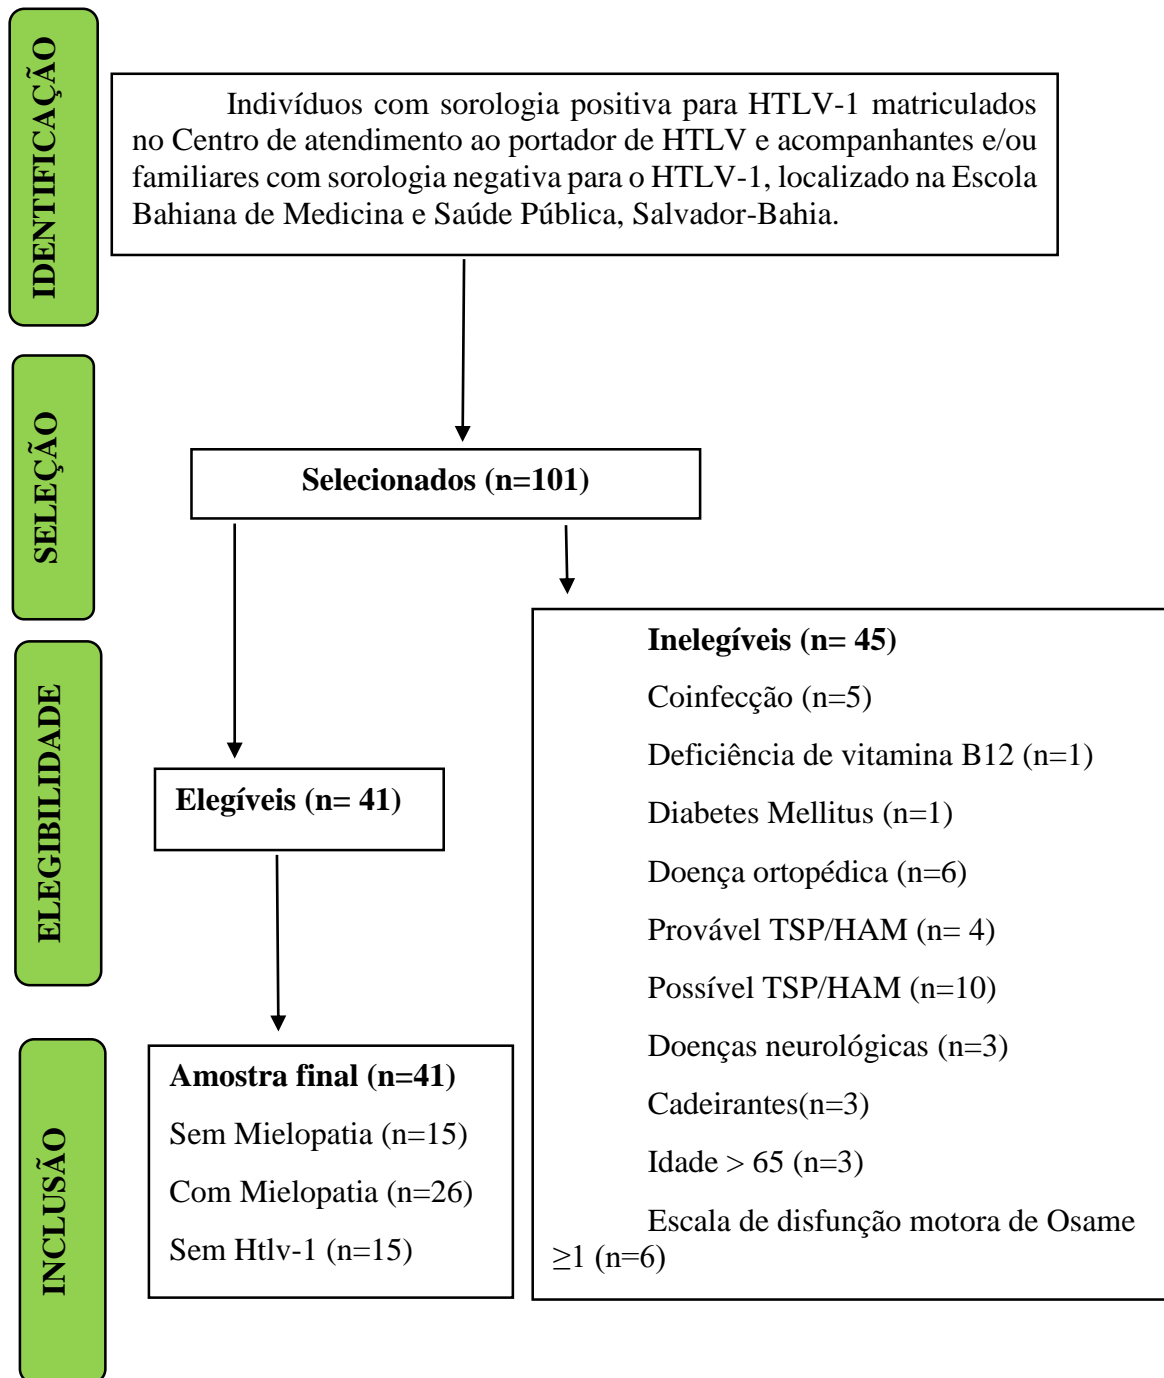 IDENTIFICAÇÃO
Indivíduos com sorologia positiva para HTLV-1 matriculados
no Centro de atendimento ao portador de HTLV e acompanhantes e/ou
familiares com sorologia negativa para o HTLV-1, localizado na Escola
Bahiana de Medicina e Saúde Pública, Salvador-Bahia.
SELEÇÃO
Selecionados (n=101)
ELEGIBILIDADE
Elegíveis (n= 41)
Inelegíveis (n= 45)
Coinfecção (n=5)
Deficiência de vitamina B12 (n=1)
Diabetes Mellitus (n=1)
Doença ortopédica (n=6)
Provável TSP/HAM (n= 4)
Possível TSP/HAM (n=10)
Doenças neurológicas (n=3)
Cadeirantes(n=3)
Idade > 65 (n=3)
Escala de disfunção motora de Osame
≥1 (n=6)
INCLUSÃO
Amostra final (n=41)
Sem Mielopatia (n=15)
Com Mielopatia (n=26)
Sem Htlv-1 (n=15)